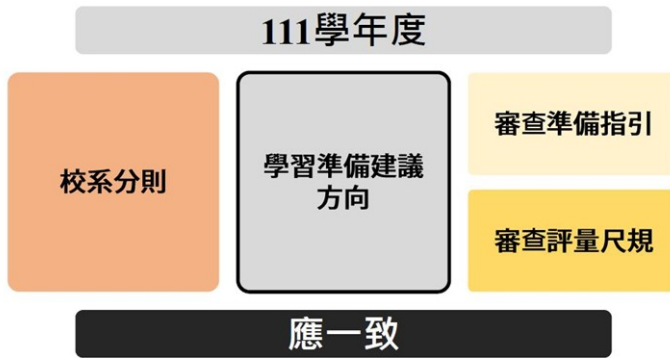 111學年度
校系分則
學習準備建議
方向
審查準備指引
審查評量尺規
應一致